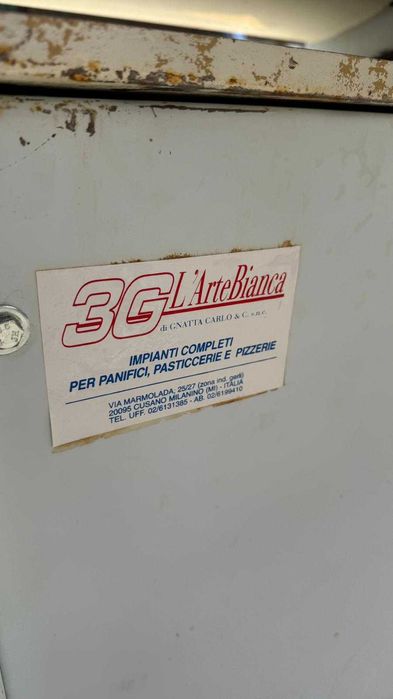 3G L'ArteBianca
di GNATTA CARLO & C. s.n.c.
IMPIANTI COMPLETI
PER PANIFICI, PASTICCERIE E PIZZERIE
VIA MARMOLADA, 25/27 (zona ind. gerli)
20095 CUSANO MILANINO (MI) - ITALIA
TEL. UFF. 02/6131385 - AB. 02/6199410